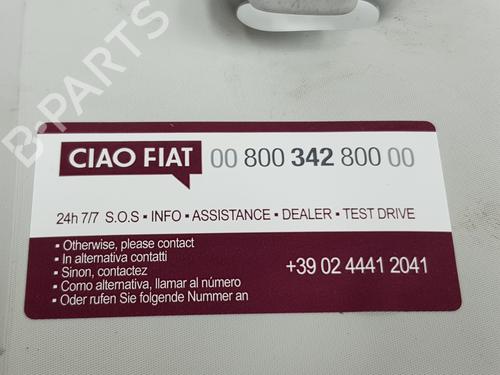 B-PARTS
CIAO FIAT 00 800 342 800 00
24h 7/7 S.O.S ▪ INFO ▪ ASSISTANCE ▪ DEALER ▪ TEST DRIVE
▪ Otherwise, please contact
▪ In alternativa contatti
▪ Sinon, contactez
▪ Como alternativa, llamar al número
▪ Oder rufen Sie folgende Nummer an
+39 02 4441 2041